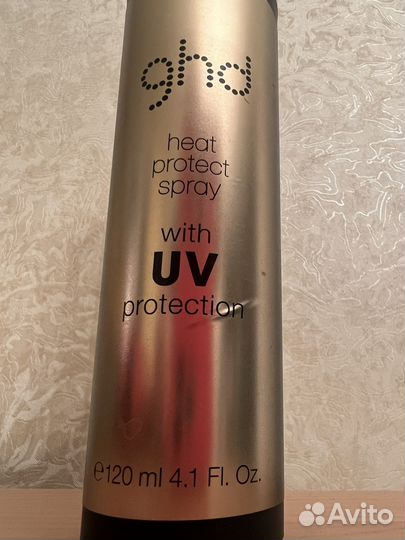 ghd
heat
protect
spray
with
UV
protection
℮120 ml 4.1 Fl. Oz.
Avito